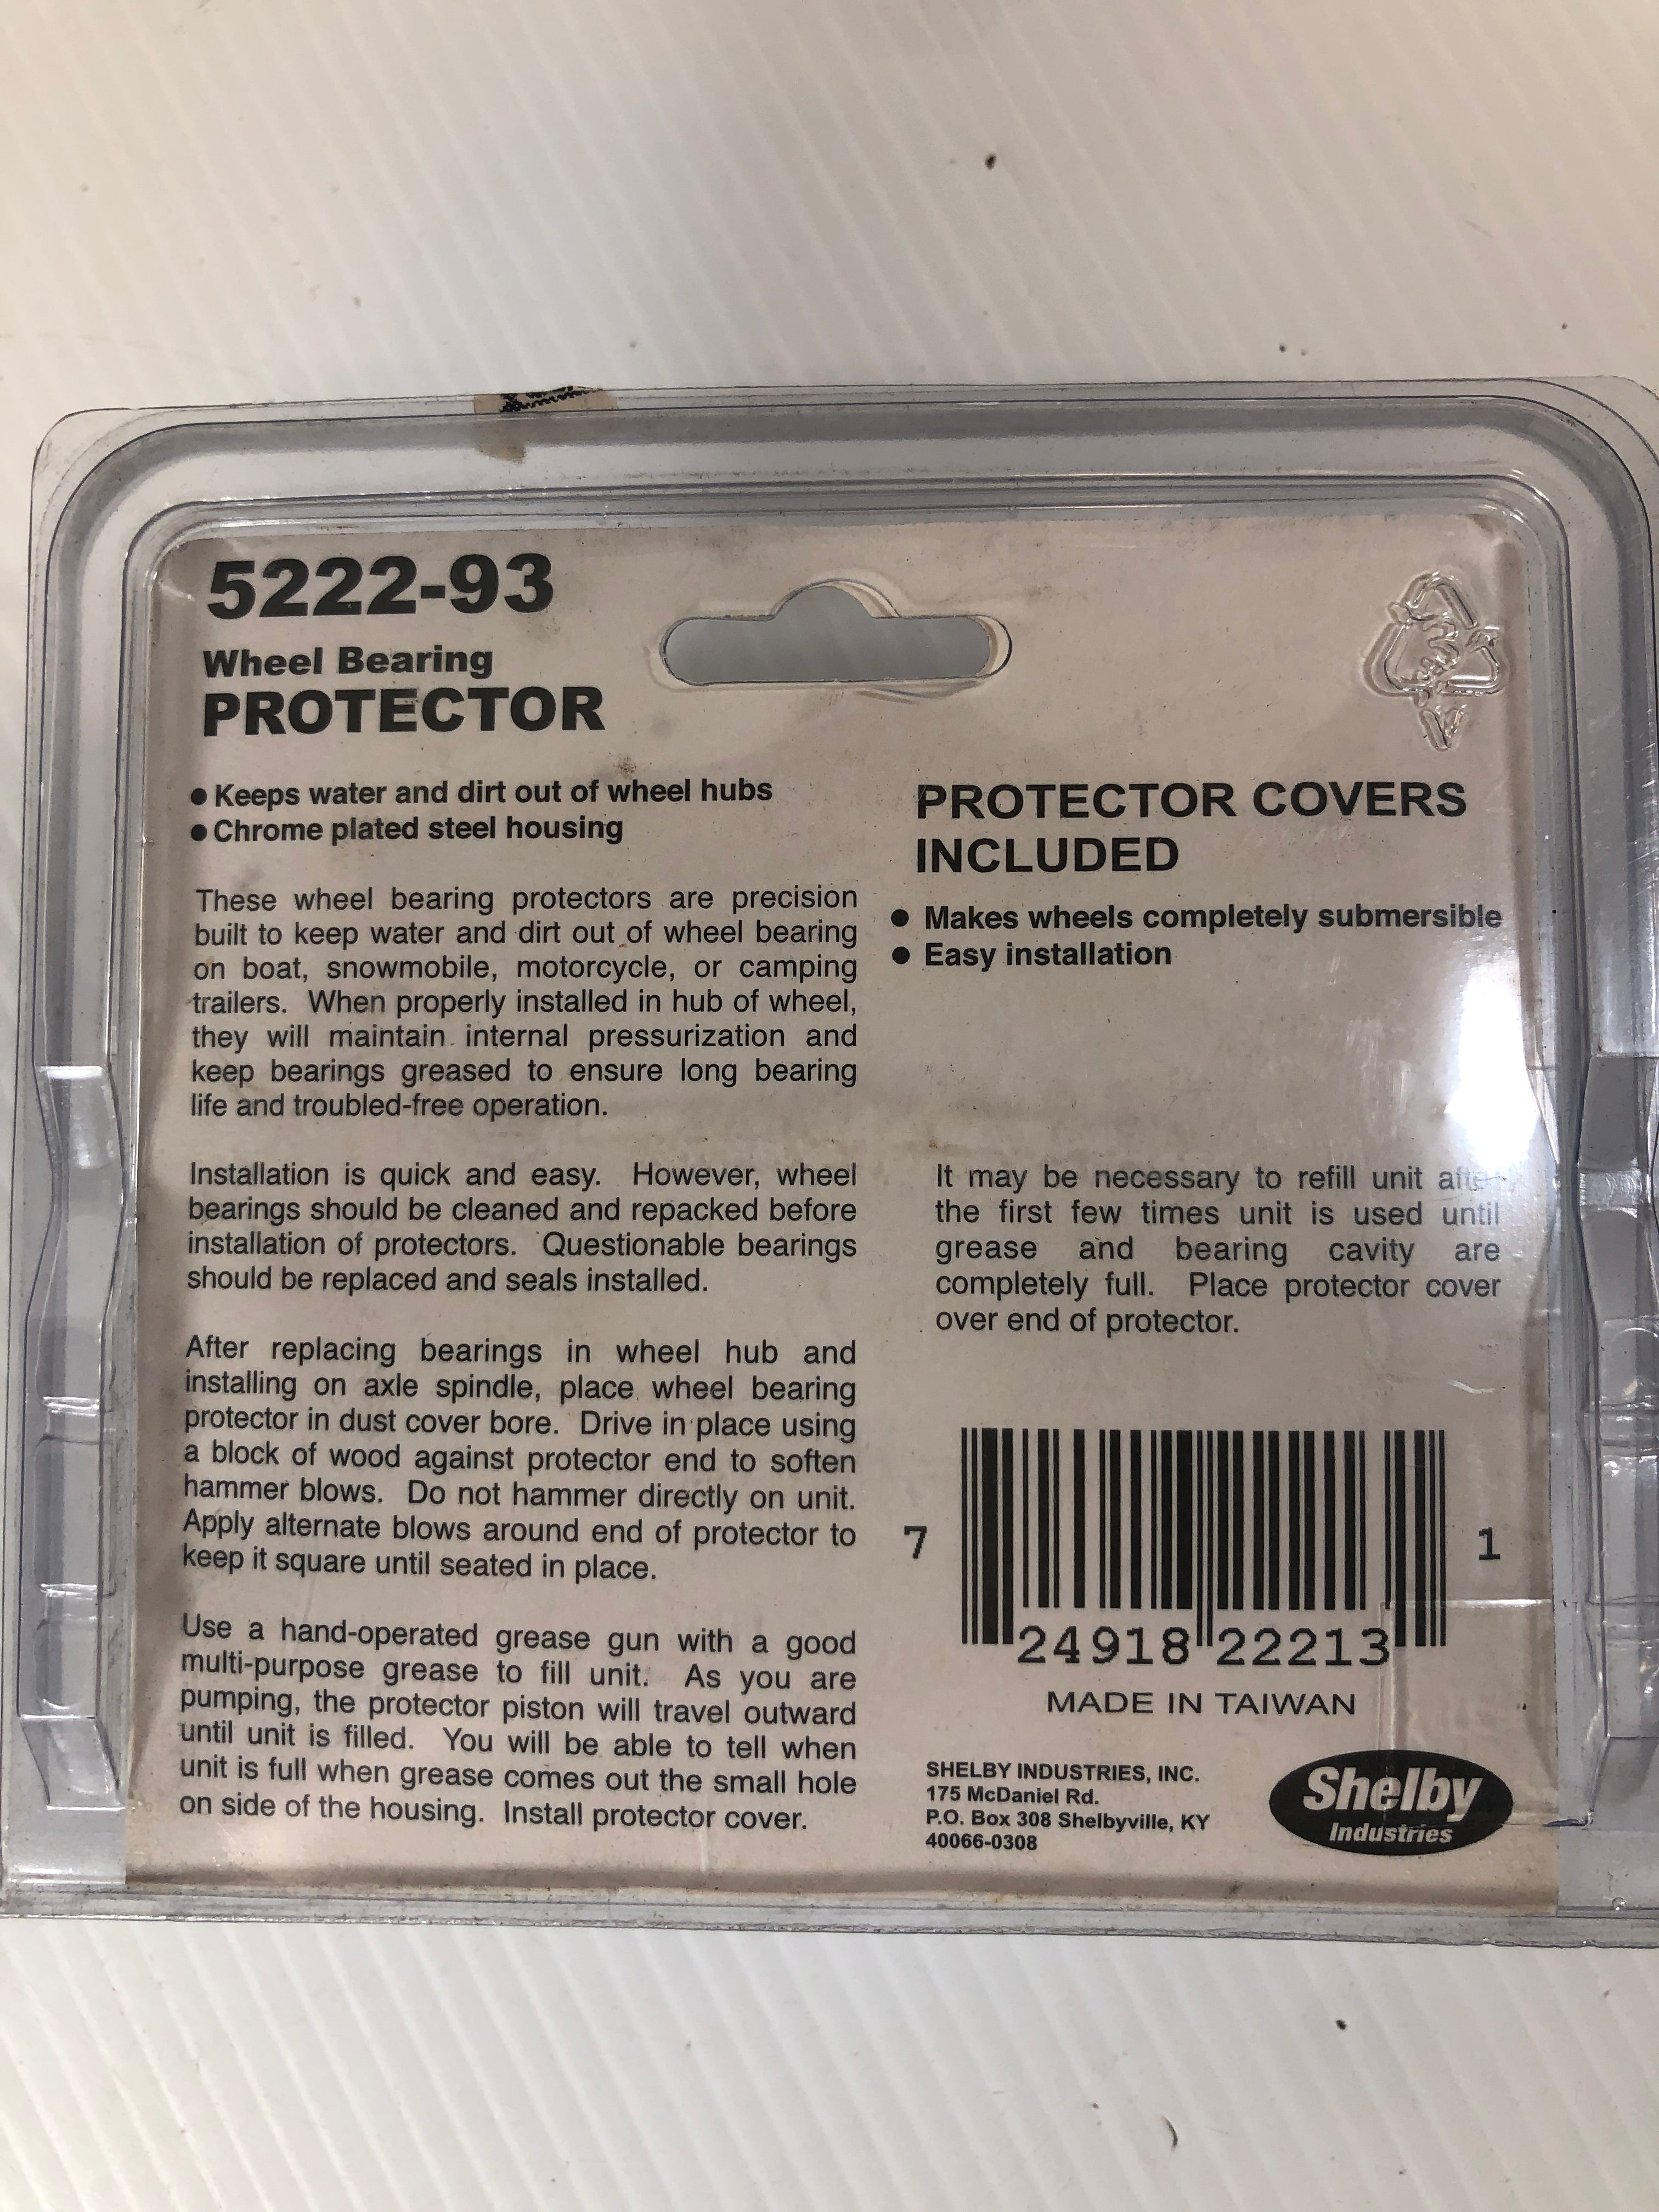 5222-93
Wheel Bearing
PROTECTOR
● Keeps water and dirt out of wheel hubs
● Chrome plated steel housing
These wheel bearing protectors are precision
built to keep water and dirt out of wheel bearing
on boat, snowmobile, motorcycle, or camping
trailers. When properly installed in hub of wheel,
they will maintain internal pressurization and
keep bearings greased to ensure long bearing
life and troubled-free operation.
Installation is quick and easy. However, wheel
bearings should be cleaned and repacked before
installation of protectors. Questionable bearings
should be replaced and seals installed.
After replacing bearings in wheel hub and
installing on axle spindle, place wheel bearing
protector in dust cover bore. Drive in place using
a block of wood against protector end to soften
hammer blows. Do not hammer directly on unit.
Apply alternate blows around end of protector to
keep it square until seated in place.
Use a hand-operated grease gun with a good
multi-purpose grease to fill unit. As you are
pumping, the protector piston will travel outward
until unit is filled. You will be able to tell when
unit is full when grease comes out the small hole
on side of the housing. Install protector cover.
3
V
PROTECTOR COVERS
INCLUDED
● Makes wheels completely submersible
● Easy installation
It may be necessary to refill unit after
the first few times unit is used until
grease and bearing cavity are
completely full. Place protector cover
over end of protector.
7 24918 22213 1
MADE IN TAIWAN
SHELBY INDUSTRIES, INC.
175 McDaniel Rd.
P.O. Box 308 Shelbyville, KY
40066-0308
Shelby
Industries